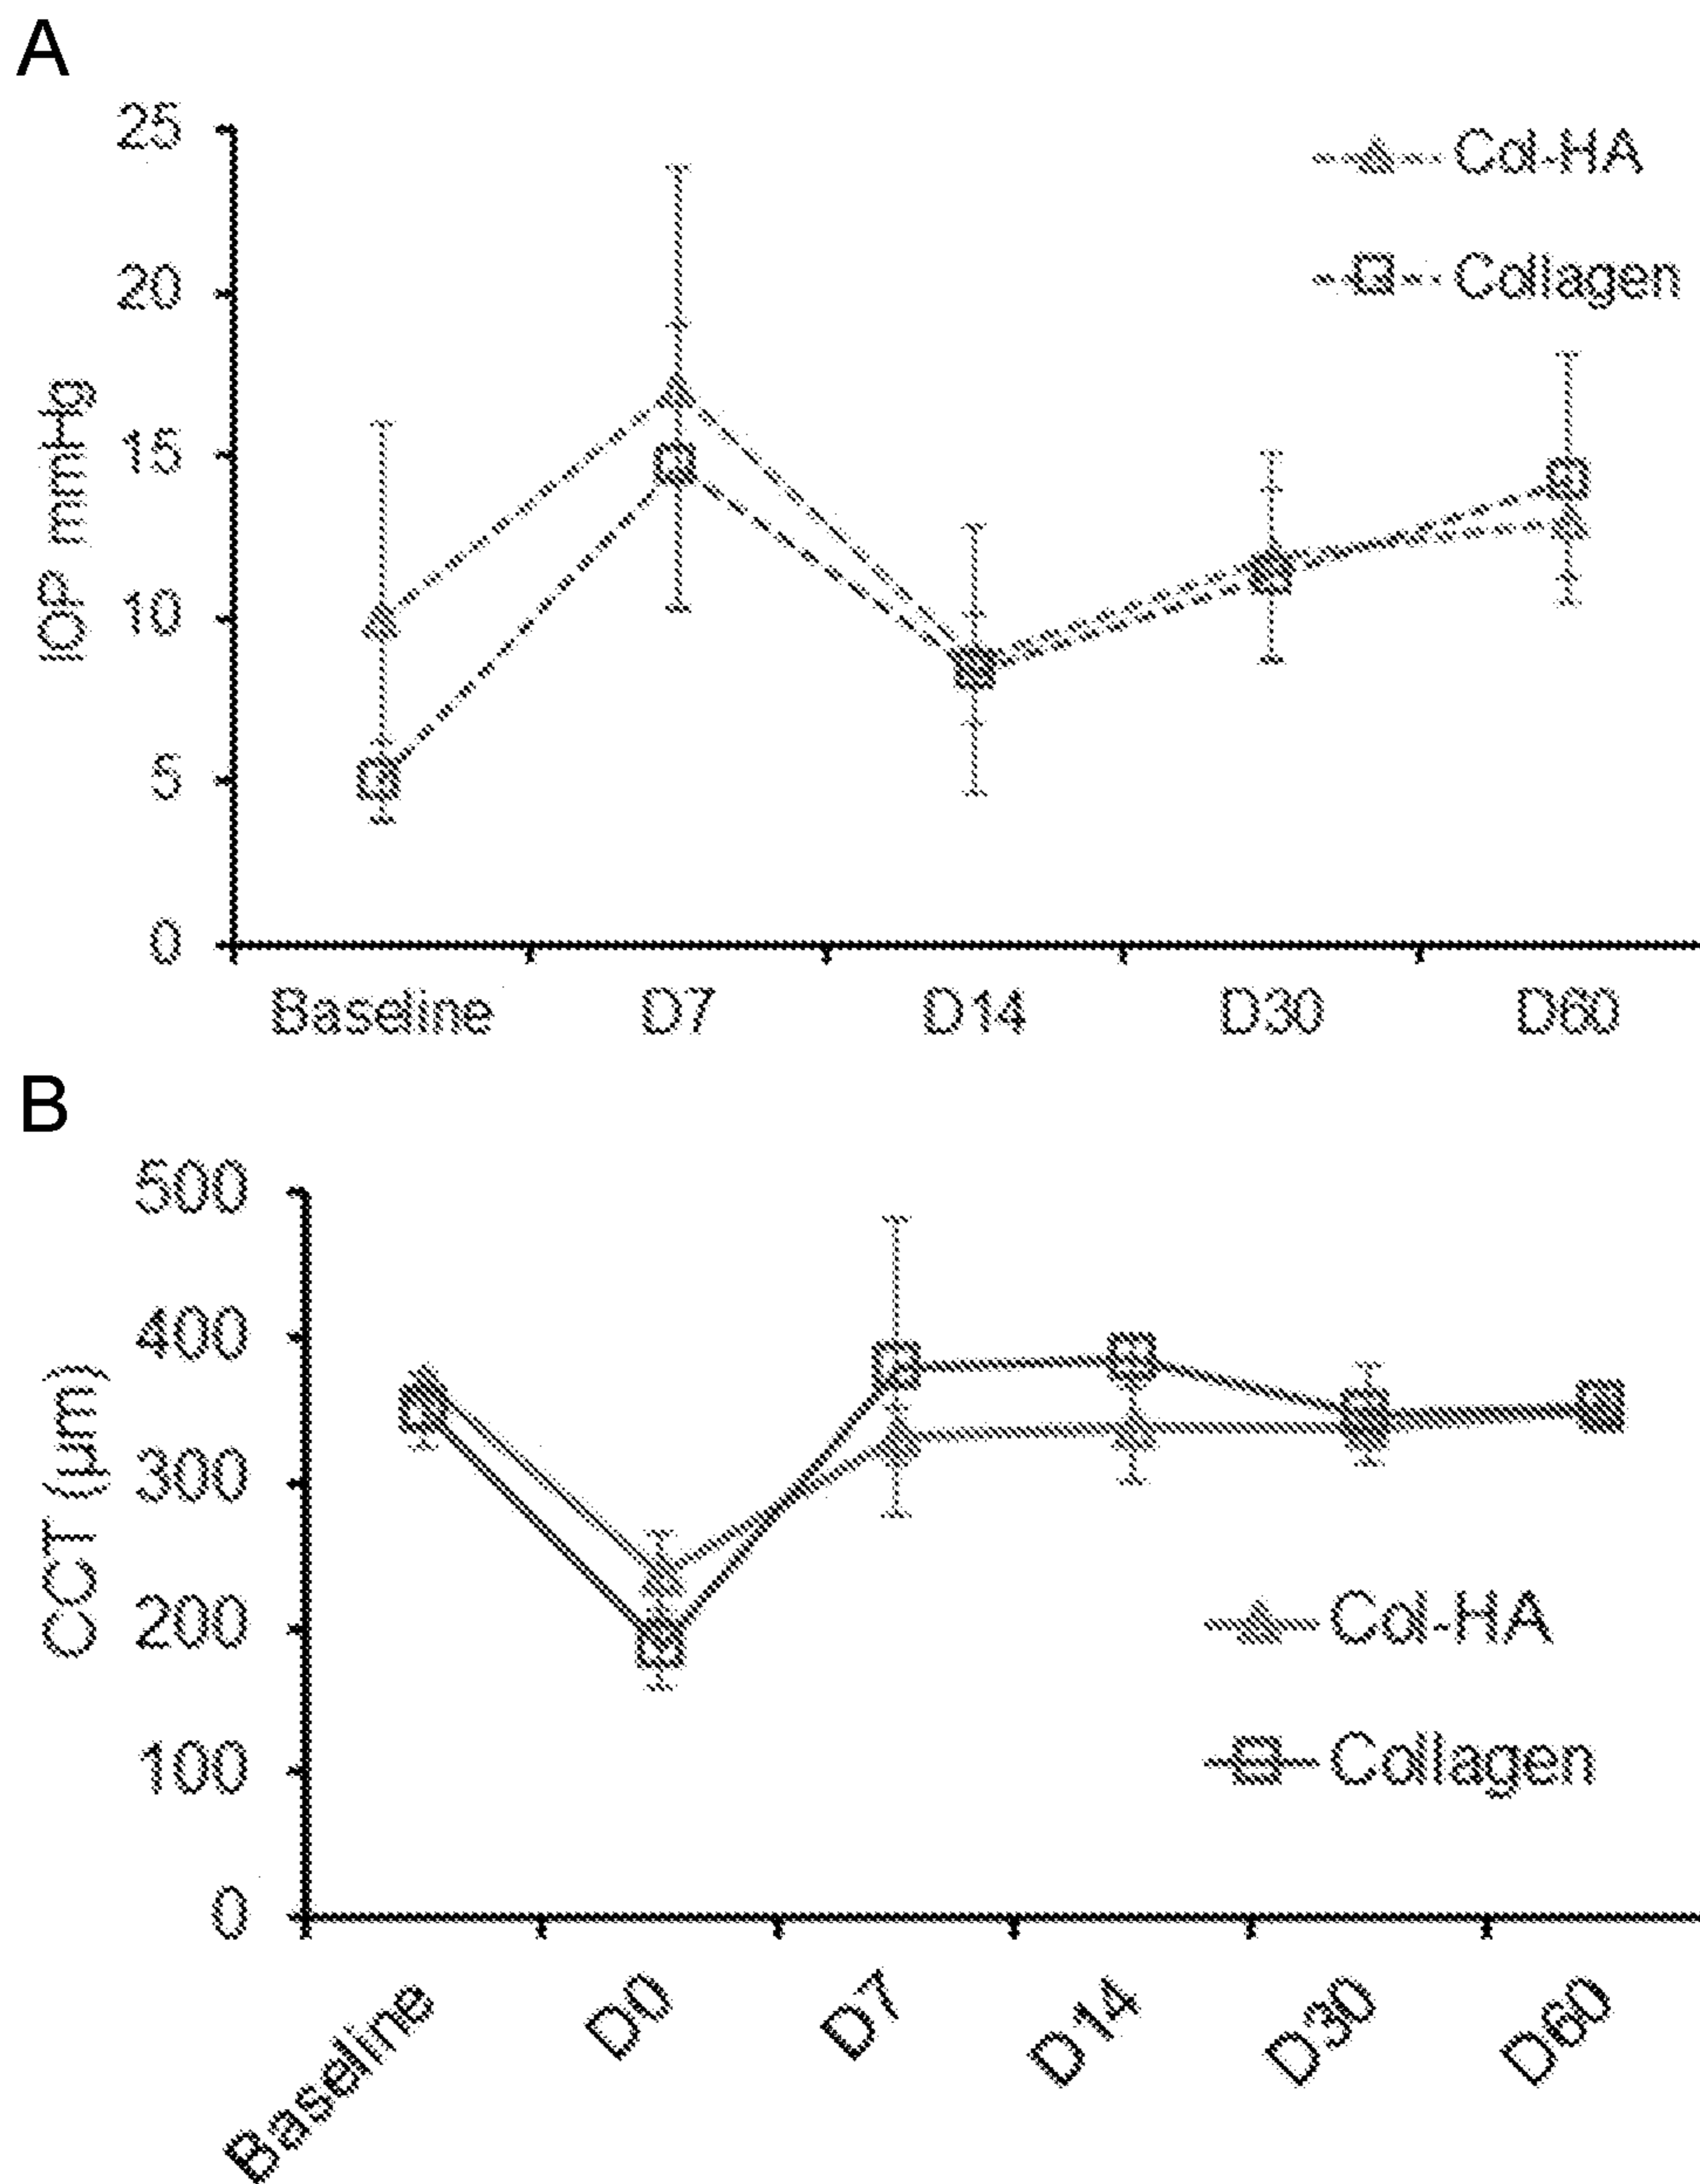 A
25
Col-HA
20
Collagen
15
10
5
0
IOP mmHg
Baseline D7 D14 D30 D60
B
500
400
300
200
100
0
CCT (µm)
Col-HA
Collagen
Baseline D0 D7 D14 D30 D60